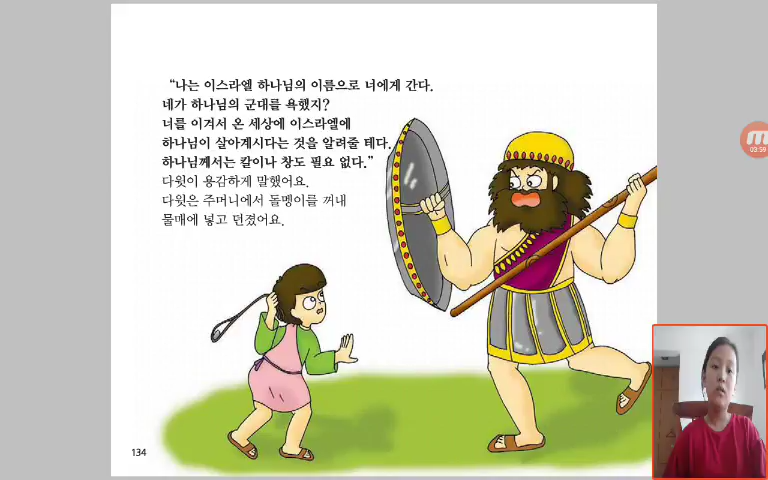 “나는 이스라엘 하나님의 이름으로 너에게 간다.
네가 하나님의 군대를 욕했지?
너를 이겨서 온 세상에 이스라엘에
하나님이 살아계시다는 것을 알려줄 테다.
하나님께서는 칼이나 창도 필요 없다.”
다윗이 용감하게 말했어요.
다윗은 주머니에서 돌멩이를 꺼내
물매에 넣고 던졌어요.
134
03:59